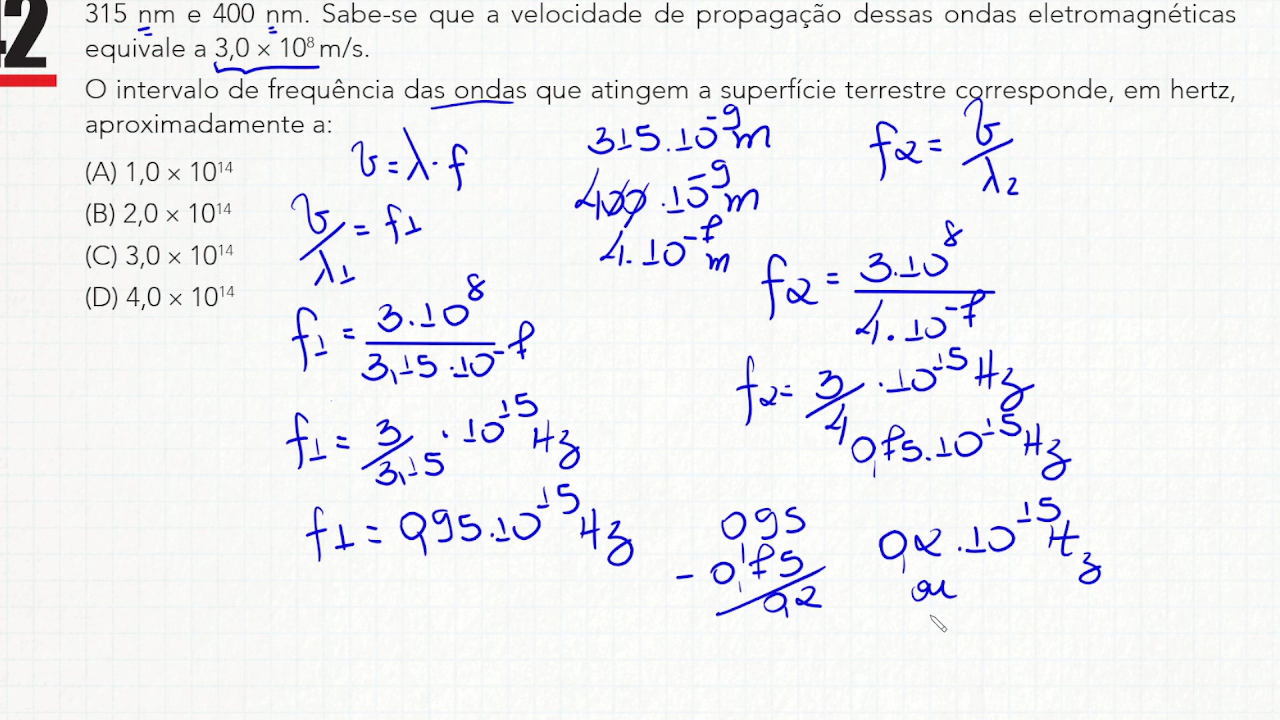 42
315 nm e 400 nm. Sabe-se que a velocidade de propagação dessas ondas eletromagnéticas
equivale a 3,0 × 10⁸ m/s.
O intervalo de frequência das ondas que atingem a superfície terrestre corresponde, em hertz,
aproximadamente a:
(A) 1,0 × 10¹⁴
(B) 2,0 × 10¹⁴
(C) 3,0 × 10¹⁴
(D) 4,0 × 10¹⁴
v = λ · f
v/λ₁ = f₁
f₁ = 3.10⁸/3,15.10⁻⁷
f₁ = 3/3,15 · 10¹⁵ Hz
f₁ = 0,95.10¹⁵ Hz
315.10⁻⁹ m
400.10⁻⁹ m
4.10⁻⁷ m
f₂ = v/λ₂
f₂ = 3.10⁸/4.10⁻⁷
f₂ = 3/4 · 10¹⁵ Hz
0,75.10¹⁵ Hz
095
- 0,75
0,2
0,2.10¹⁵ Hz
ou